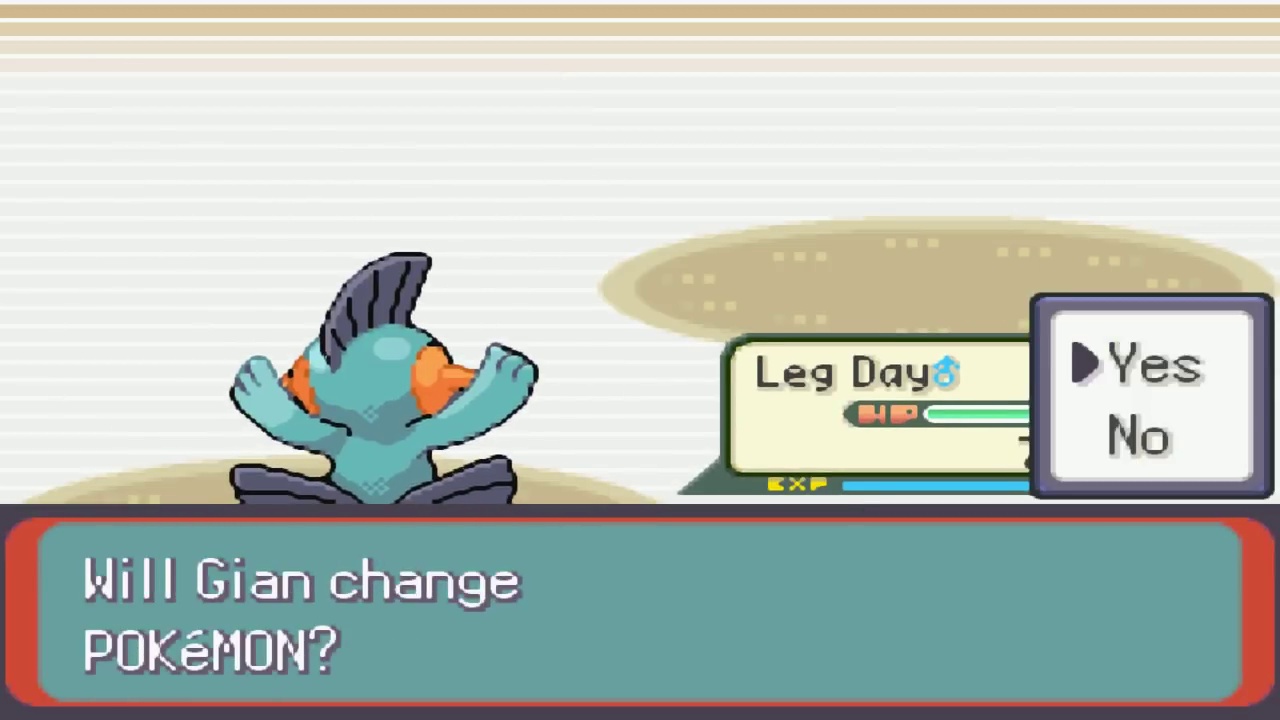 Leg Day♂
HP
EXP
Yes
No
Will Gian change
POKéMON?